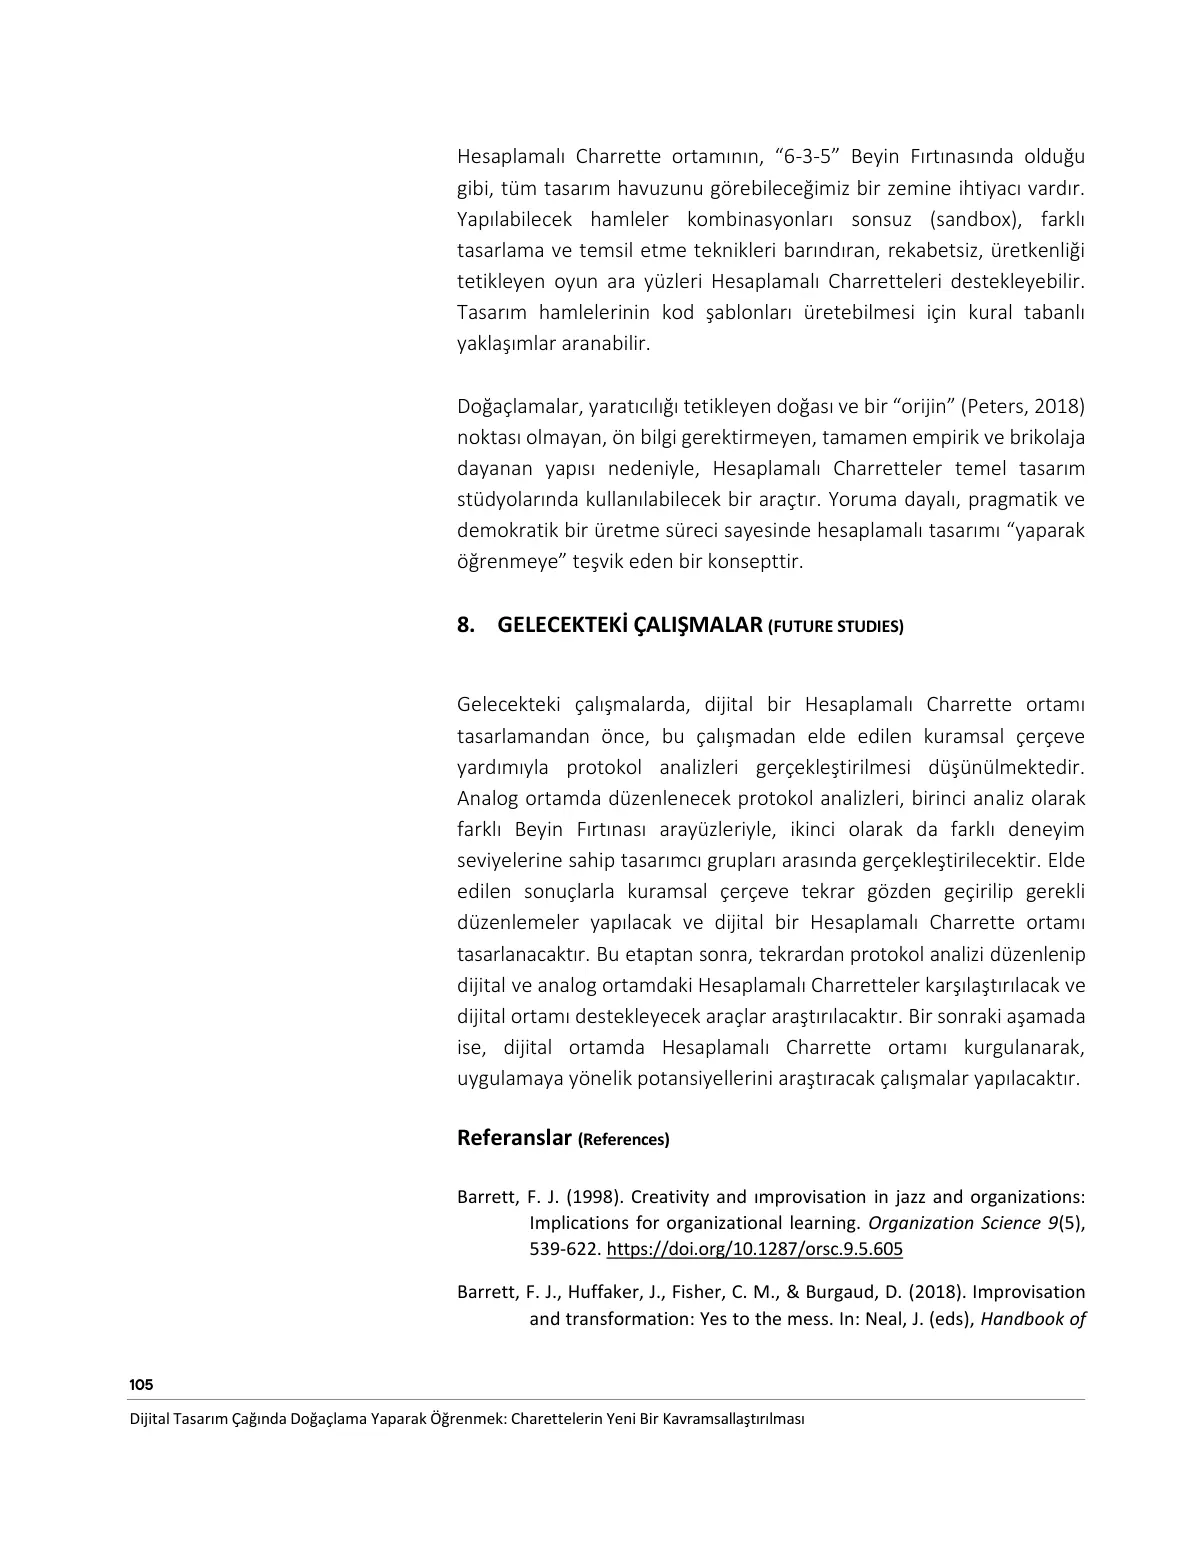 Hesaplamalı Charrette ortamının, “6-3-5” Beyin Fırtınasında olduğu
gibi, tüm tasarım havuzunu görebileceğimiz bir zemine ihtiyacı vardır.
Yapılabilecek hamleler kombinasyonları sonsuz (sandbox), farklı
tasarlama ve temsil etme teknikleri barındıran, rekabetsiz, üretkenliği
tetikleyen oyun ara yüzleri Hesaplamalı Charretteleri destekleyebilir.
Tasarım hamlelerinin kod şablonları üretebilmesi için kural tabanlı
yaklaşımlar aranabilir.
Doğaçlamalar, yaratıcılığı tetikleyen doğası ve bir “orijin” (Peters, 2018)
noktası olmayan, ön bilgi gerektirmeyen, tamamen empirik ve brikolaja
dayanan yapısı nedeniyle, Hesaplamalı Charretteler temel tasarım
stüdyolarında kullanılabilecek bir araçtır. Yoruma dayalı, pragmatik ve
demokratik bir üretme süreci sayesinde hesaplamalı tasarımı “yaparak
öğrenmeye” teşvik eden bir konsepttir.
8. GELECEKTEKİ ÇALIŞMALAR (FUTURE STUDIES)
Gelecekteki çalışmalarda, dijital bir Hesaplamalı Charrette ortamı
tasarlamandan önce, bu çalışmadan elde edilen kuramsal çerçeve
yardımıyla protokol analizleri gerçekleştirilmesi düşünülmektedir.
Analog ortamda düzenlenecek protokol analizleri, birinci analiz olarak
farklı Beyin Fırtınası arayüzleriyle, ikinci olarak da farklı deneyim
seviyelerine sahip tasarımcı grupları arasında gerçekleştirilecektir. Elde
edilen sonuçlarla kuramsal çerçeve tekrar gözden geçirilip gerekli
düzenlemeler yapılacak ve dijital bir Hesaplamalı Charrette ortamı
tasarlanacaktır. Bu etaptan sonra, tekrardan protokol analizi düzenlenip
dijital ve analog ortamdaki Hesaplamalı Charretteler karşılaştırılacak ve
dijital ortamı destekleyecek araçlar araştırılacaktır. Bir sonraki aşamada
ise, dijital ortamda Hesaplamalı Charrette ortamı kurgulanarak,
uygulamaya yönelik potansiyellerini araştıracak çalışmalar yapılacaktır.
Referanslar (References)
Barrett, F. J. (1998). Creativity and ımprovisation in jazz and organizations:
Implications for organizational learning. Organization Science 9(5),
539-622. https://doi.org/10.1287/orsc.9.5.605
Barrett, F. J., Huffaker, J., Fisher, C. M., & Burgaud, D. (2018). Improvisation
and transformation: Yes to the mess. In: Neal, J. (eds), Handbook of
105
Dijital Tasarım Çağında Doğaçlama Yaparak Öğrenmek: Charettelerin Yeni Bir Kavramsallaştırılması